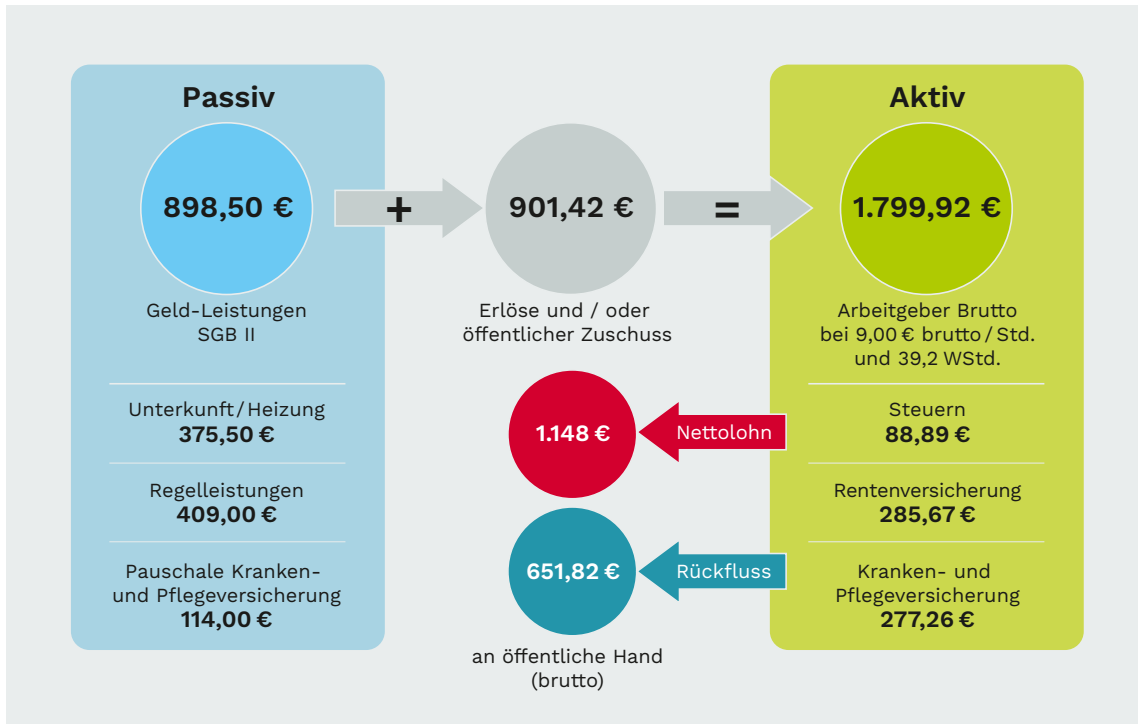 Passiv
898,50 €
Geld-Leistungen
SGB II
Unterkunft / Heizung
375,50 €
Regelleistungen
409,00 €
Pauschale Kranken-
und Pflegeversicherung
114,00 €
+
901,42 €
Erlöse und / oder
öffentlicher Zuschuss
=
Aktiv
1.799,92 €
Arbeitgeber Brutto
bei 9,00 € brutto / Std.
und 39,2 WStd.
Steuern
88,89 €
Rentenversicherung
285,67 €
Kranken- und
Pflegeversicherung
277,26 €
1.148 €
Nettolohn
651,82 €
Rückfluss
an öffentliche Hand
(brutto)